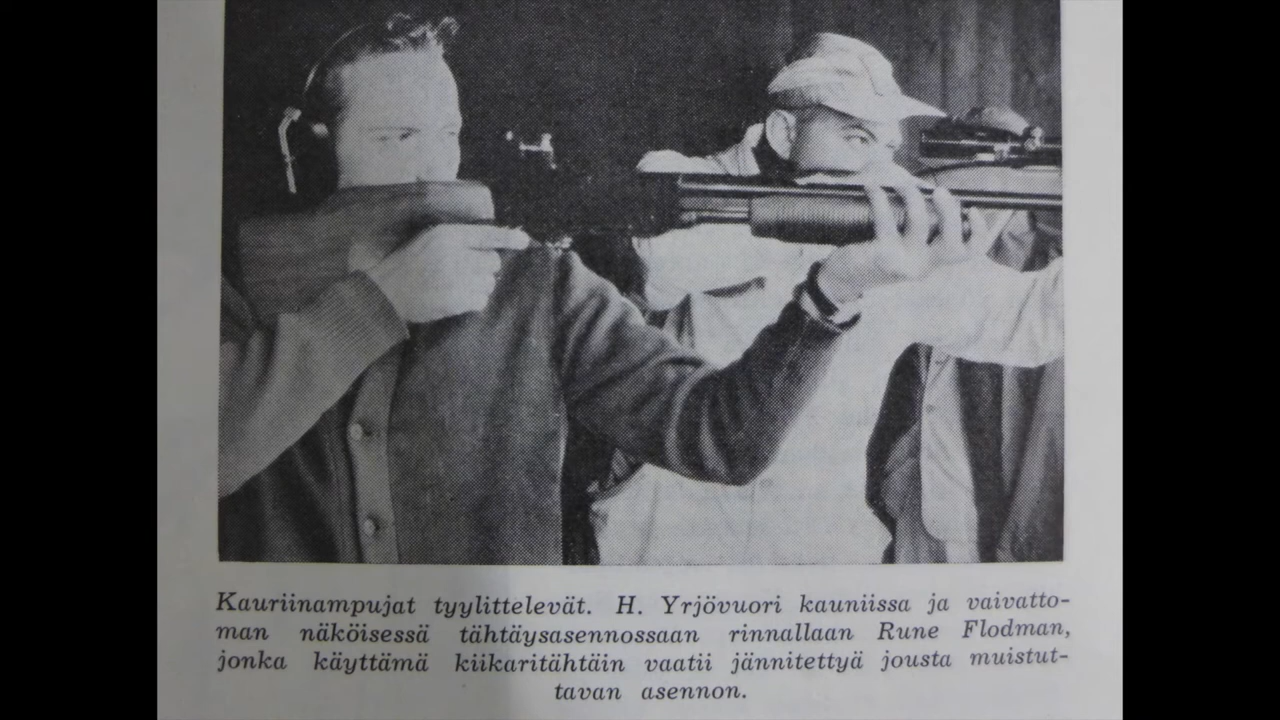 Kauriinampujat tyylittelevät. H. Yrjövuori kauniissa ja vaivatto-
man näköisessä tähtäysasennossaan rinnallaan Rune Flodman,
jonka käyttämä kiikaritähtäin vaatii jännitettyä jousta muistut-
tavan asennon.